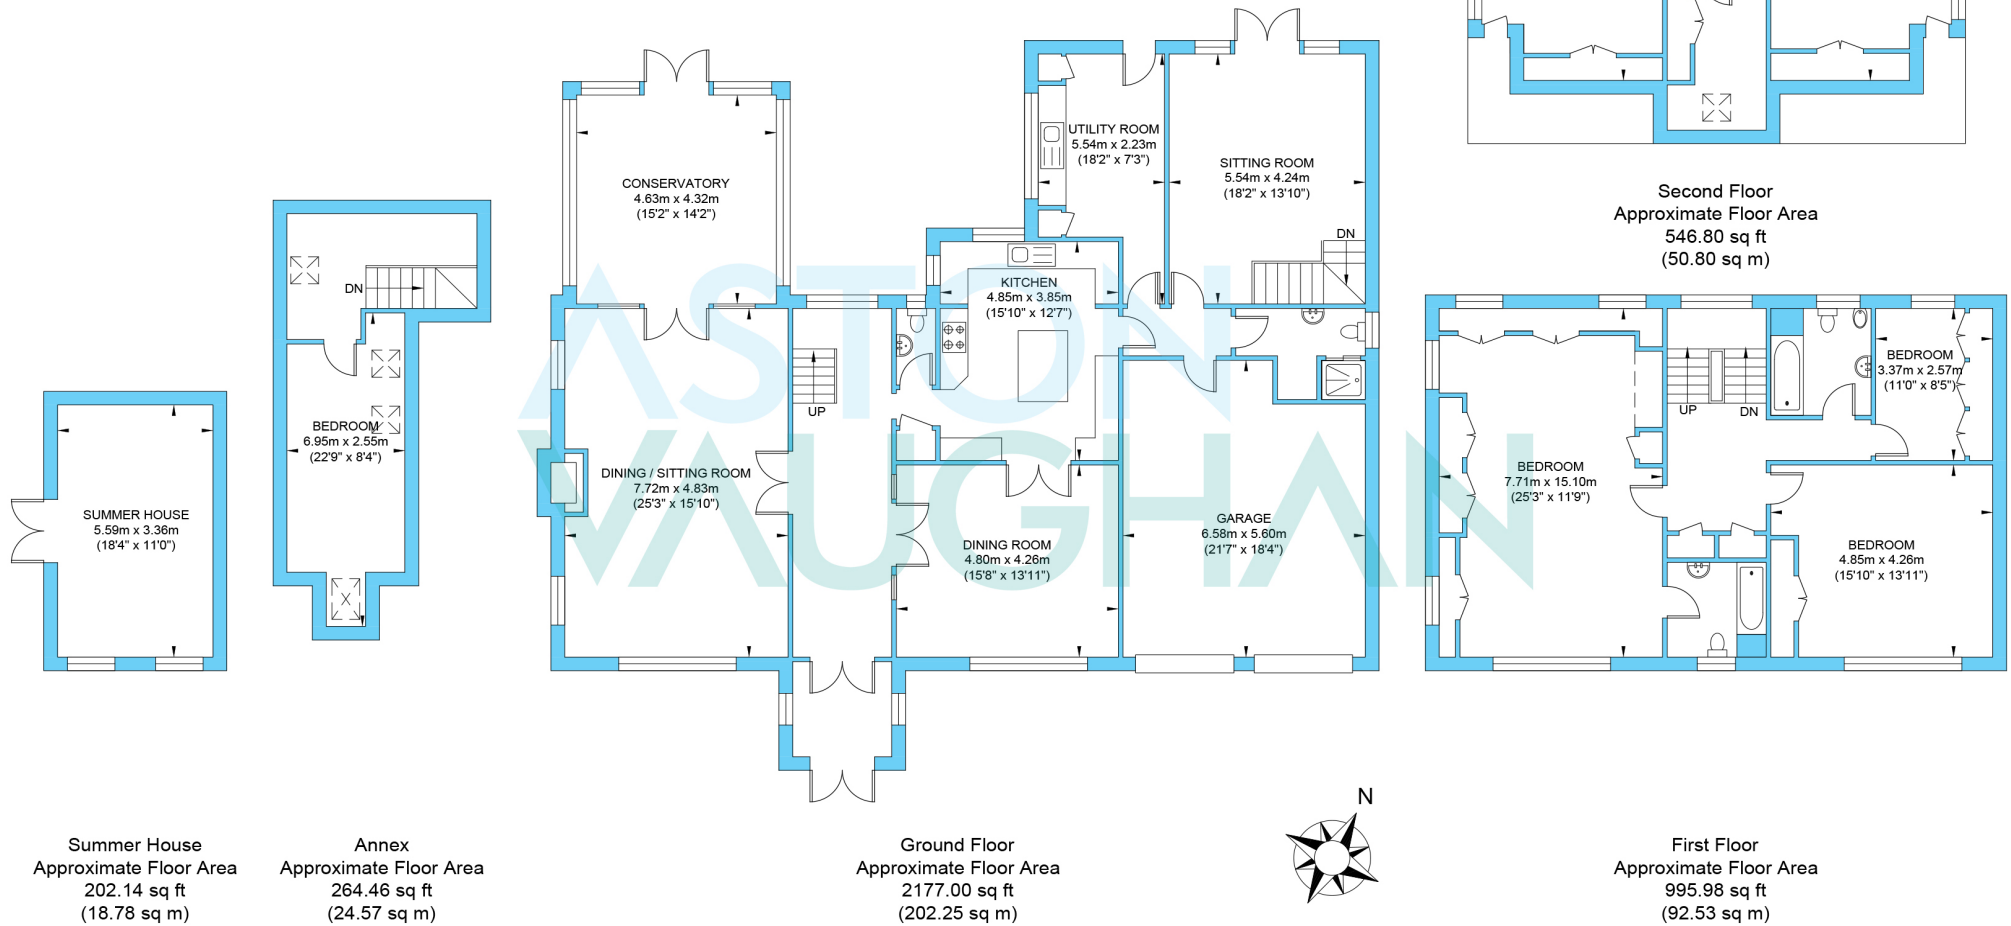 UTILITY ROOM
5.54m x 2.23m
(18'2" x 7'3")
SITTING ROOM
5.54m x 4.24m
(18'2" x 13'10")
DN
CONSERVATORY
4.63m x 4.32m
(15'2" x 14'2")
Second Floor
Approximate Floor Area
546.80 sq ft
(50.80 sq m)
DN
BEDROOM
6.95m x 2.55m
(22'9" x 8'4")
KITCHEN
4.85m x 3.85m
(15'10" x 12'7")
UP
ASTON
VAUGHAN
DINING / SITTING ROOM
7.72m x 4.83m
(25'3" x 15'10")
DINING ROOM
4.80m x 4.26m
(15'8" x 13'11")
GARAGE
6.58m x 5.60m
(21'7" x 18'4")
UP
DN
BEDROOM
3.37m x 2.57m
(11'0" x 8'5")
BEDROOM
7.71m x 15.10m
(25'3" x 11'9")
BEDROOM
4.85m x 4.26m
(15'10" x 13'11")
SUMMER HOUSE
5.59m x 3.36m
(18'4" x 11'0")
N
Summer House
Approximate Floor Area
202.14 sq ft
(18.78 sq m)
Annex
Approximate Floor Area
264.46 sq ft
(24.57 sq m)
Ground Floor
Approximate Floor Area
2177.00 sq ft
(202.25 sq m)
First Floor
Approximate Floor Area
995.98 sq ft
(92.53 sq m)